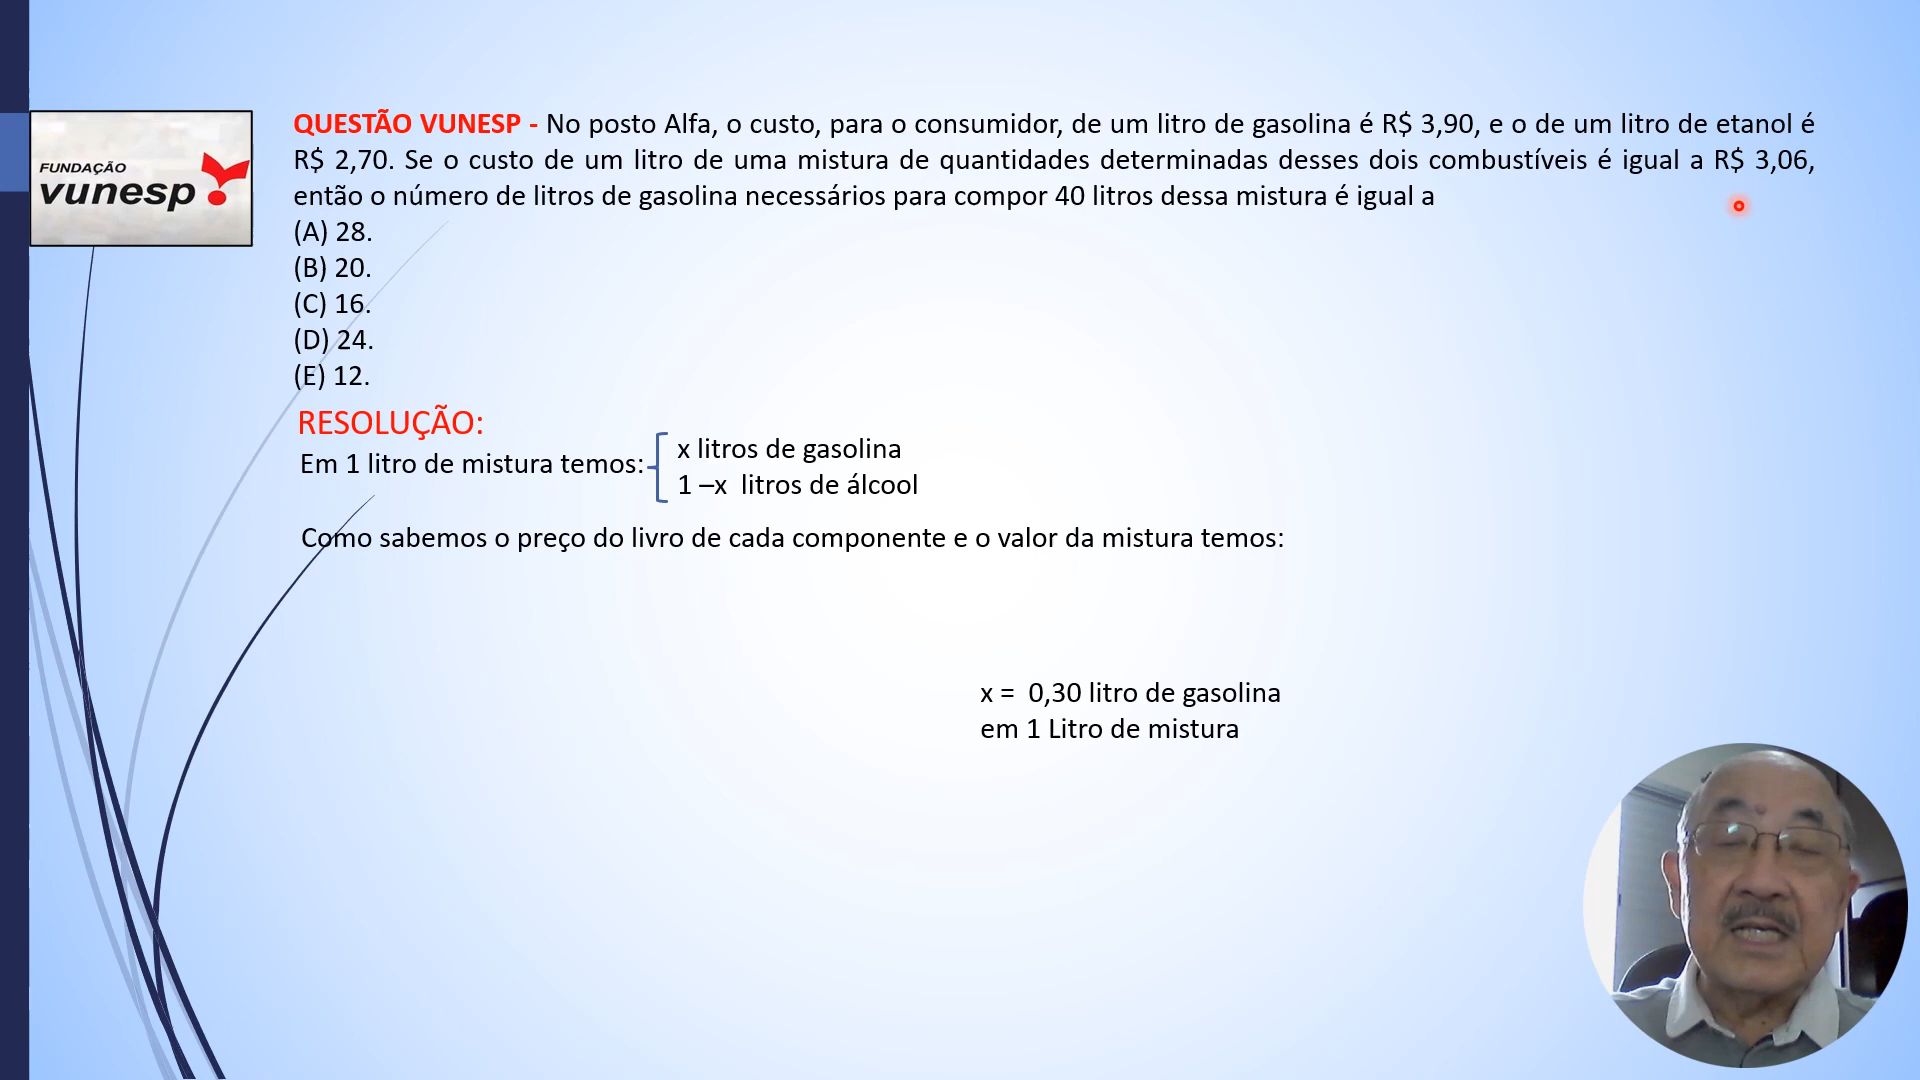 FUNDAÇÃO
vunesp
QUESTÃO VUNESP - No posto Alfa, o custo, para o consumidor, de um litro de gasolina é R$ 3,90, e o de um litro de etanol é
R$ 2,70. Se o custo de um litro de uma mistura de quantidades determinadas desses dois combustíveis é igual a R$ 3,06,
então o número de litros de gasolina necessários para compor 40 litros dessa mistura é igual a
(A) 28.
(B) 20.
(C) 16.
(D) 24.
(E) 12.
RESOLUÇÃO:
Em 1 litro de mistura temos:
x litros de gasolina
1 –x litros de álcool
Como sabemos o preço do livro de cada componente e o valor da mistura temos:
x = 0,30 litro de gasolina
em 1 Litro de mistura